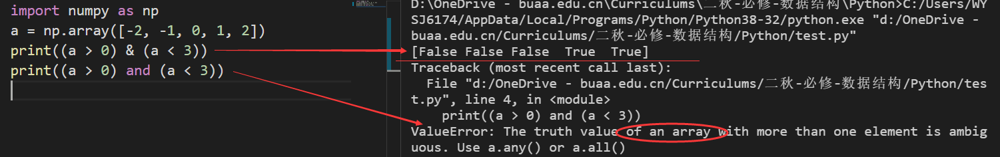 import numpy as np
a = np.array([-2, -1, 0, 1, 2])
print((a > 0) & (a < 3))
print((a > 0) and (a < 3))
D:\OneDrive - buaa.edu.cn\Curriculums\二秋-必修-数据结构\Python>C:/Users/WY
SJ6174/AppData/Local/Programs/Python/Python38-32/python.exe "d:/OneDrive -
buaa.edu.cn/Curriculums/二秋-必修-数据结构/Python/test.py"
[False False False  True  True]
Traceback (most recent call last):
  File "d:/OneDrive - buaa.edu.cn/Curriculums/二秋-必修-数据结构/Python/tes
t.py", line 4, in <module>
    print((a > 0) and (a < 3))
ValueError: The truth value of an array with more than one element is ambig
uous. Use a.any() or a.all()